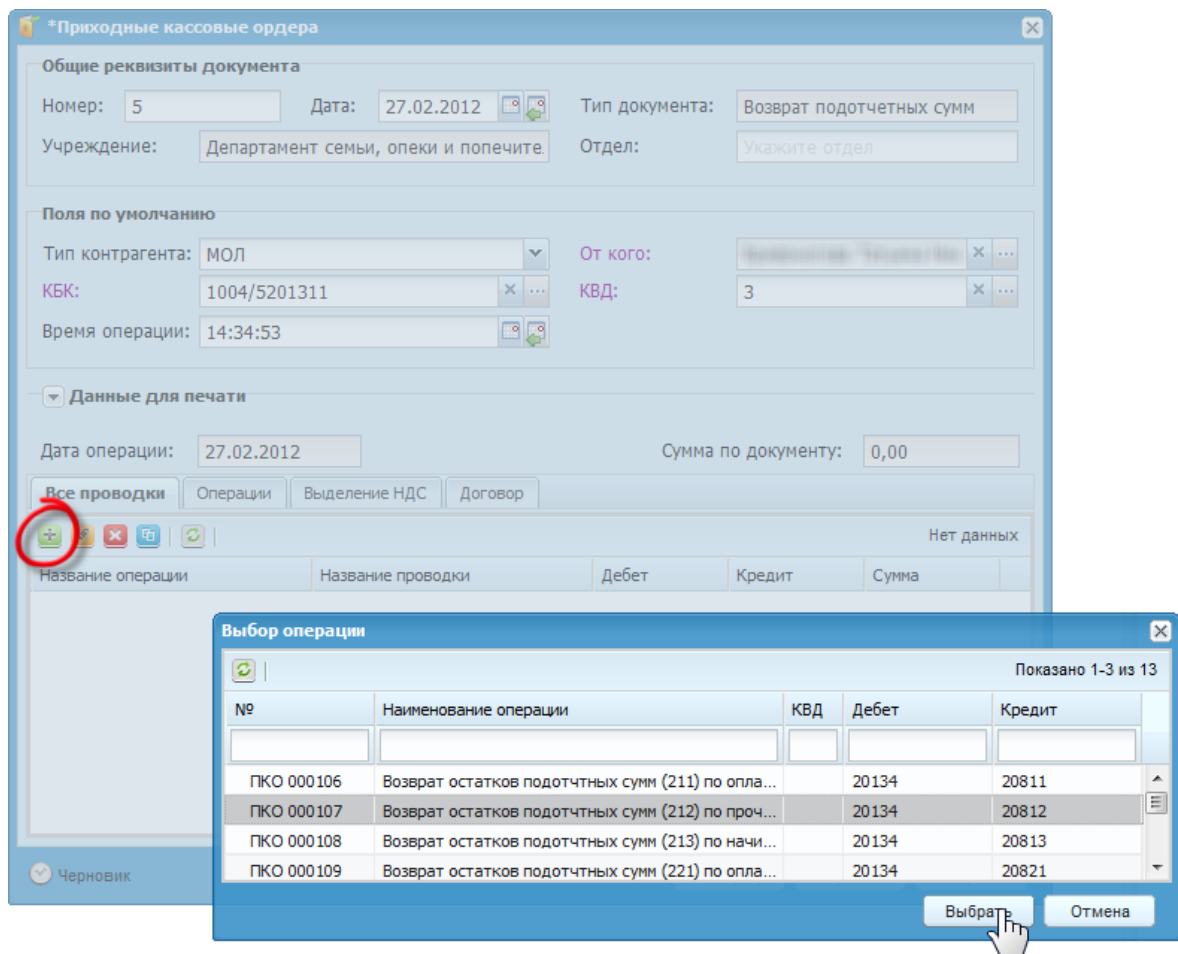 *Приходные кассовые ордера
Общие реквизиты документа
Номер: 5 Дата: 27.02.2012 Тип документа: Возврат подотчетных сумм
Учреждение: Департамент семьи, опеки и попечите. Отдел: Укажите отдел
Поля по умолчанию
Тип контрагента: МОЛ От кого:
КБК: 1004/5201311 КВД: 3
Время операции: 14:34:53
Данные для печати
Дата операции: 27.02.2012 Сумма по документу: 0,00
Все проводки Операции Выделение НДС Договор
Нет данных
Название операции Название проводки Дебет Кредит Сумма
Выбор операции
Показано 1-3 из 13
№ Наименование операции КВД Дебет Кредит
ПКО 000106 Возврат остатков подотчтных сумм (211) по опла... 20134 20811
ПКО 000107 Возврат остатков подотчтных сумм (212) по проч... 20134 20812
ПКО 000108 Возврат остатков подотчтных сумм (213) по начи... 20134 20813
ПКО 000109 Возврат остатков подотчтных сумм (221) по опла... 20134 20821
Черновик
Выбрать Отмена